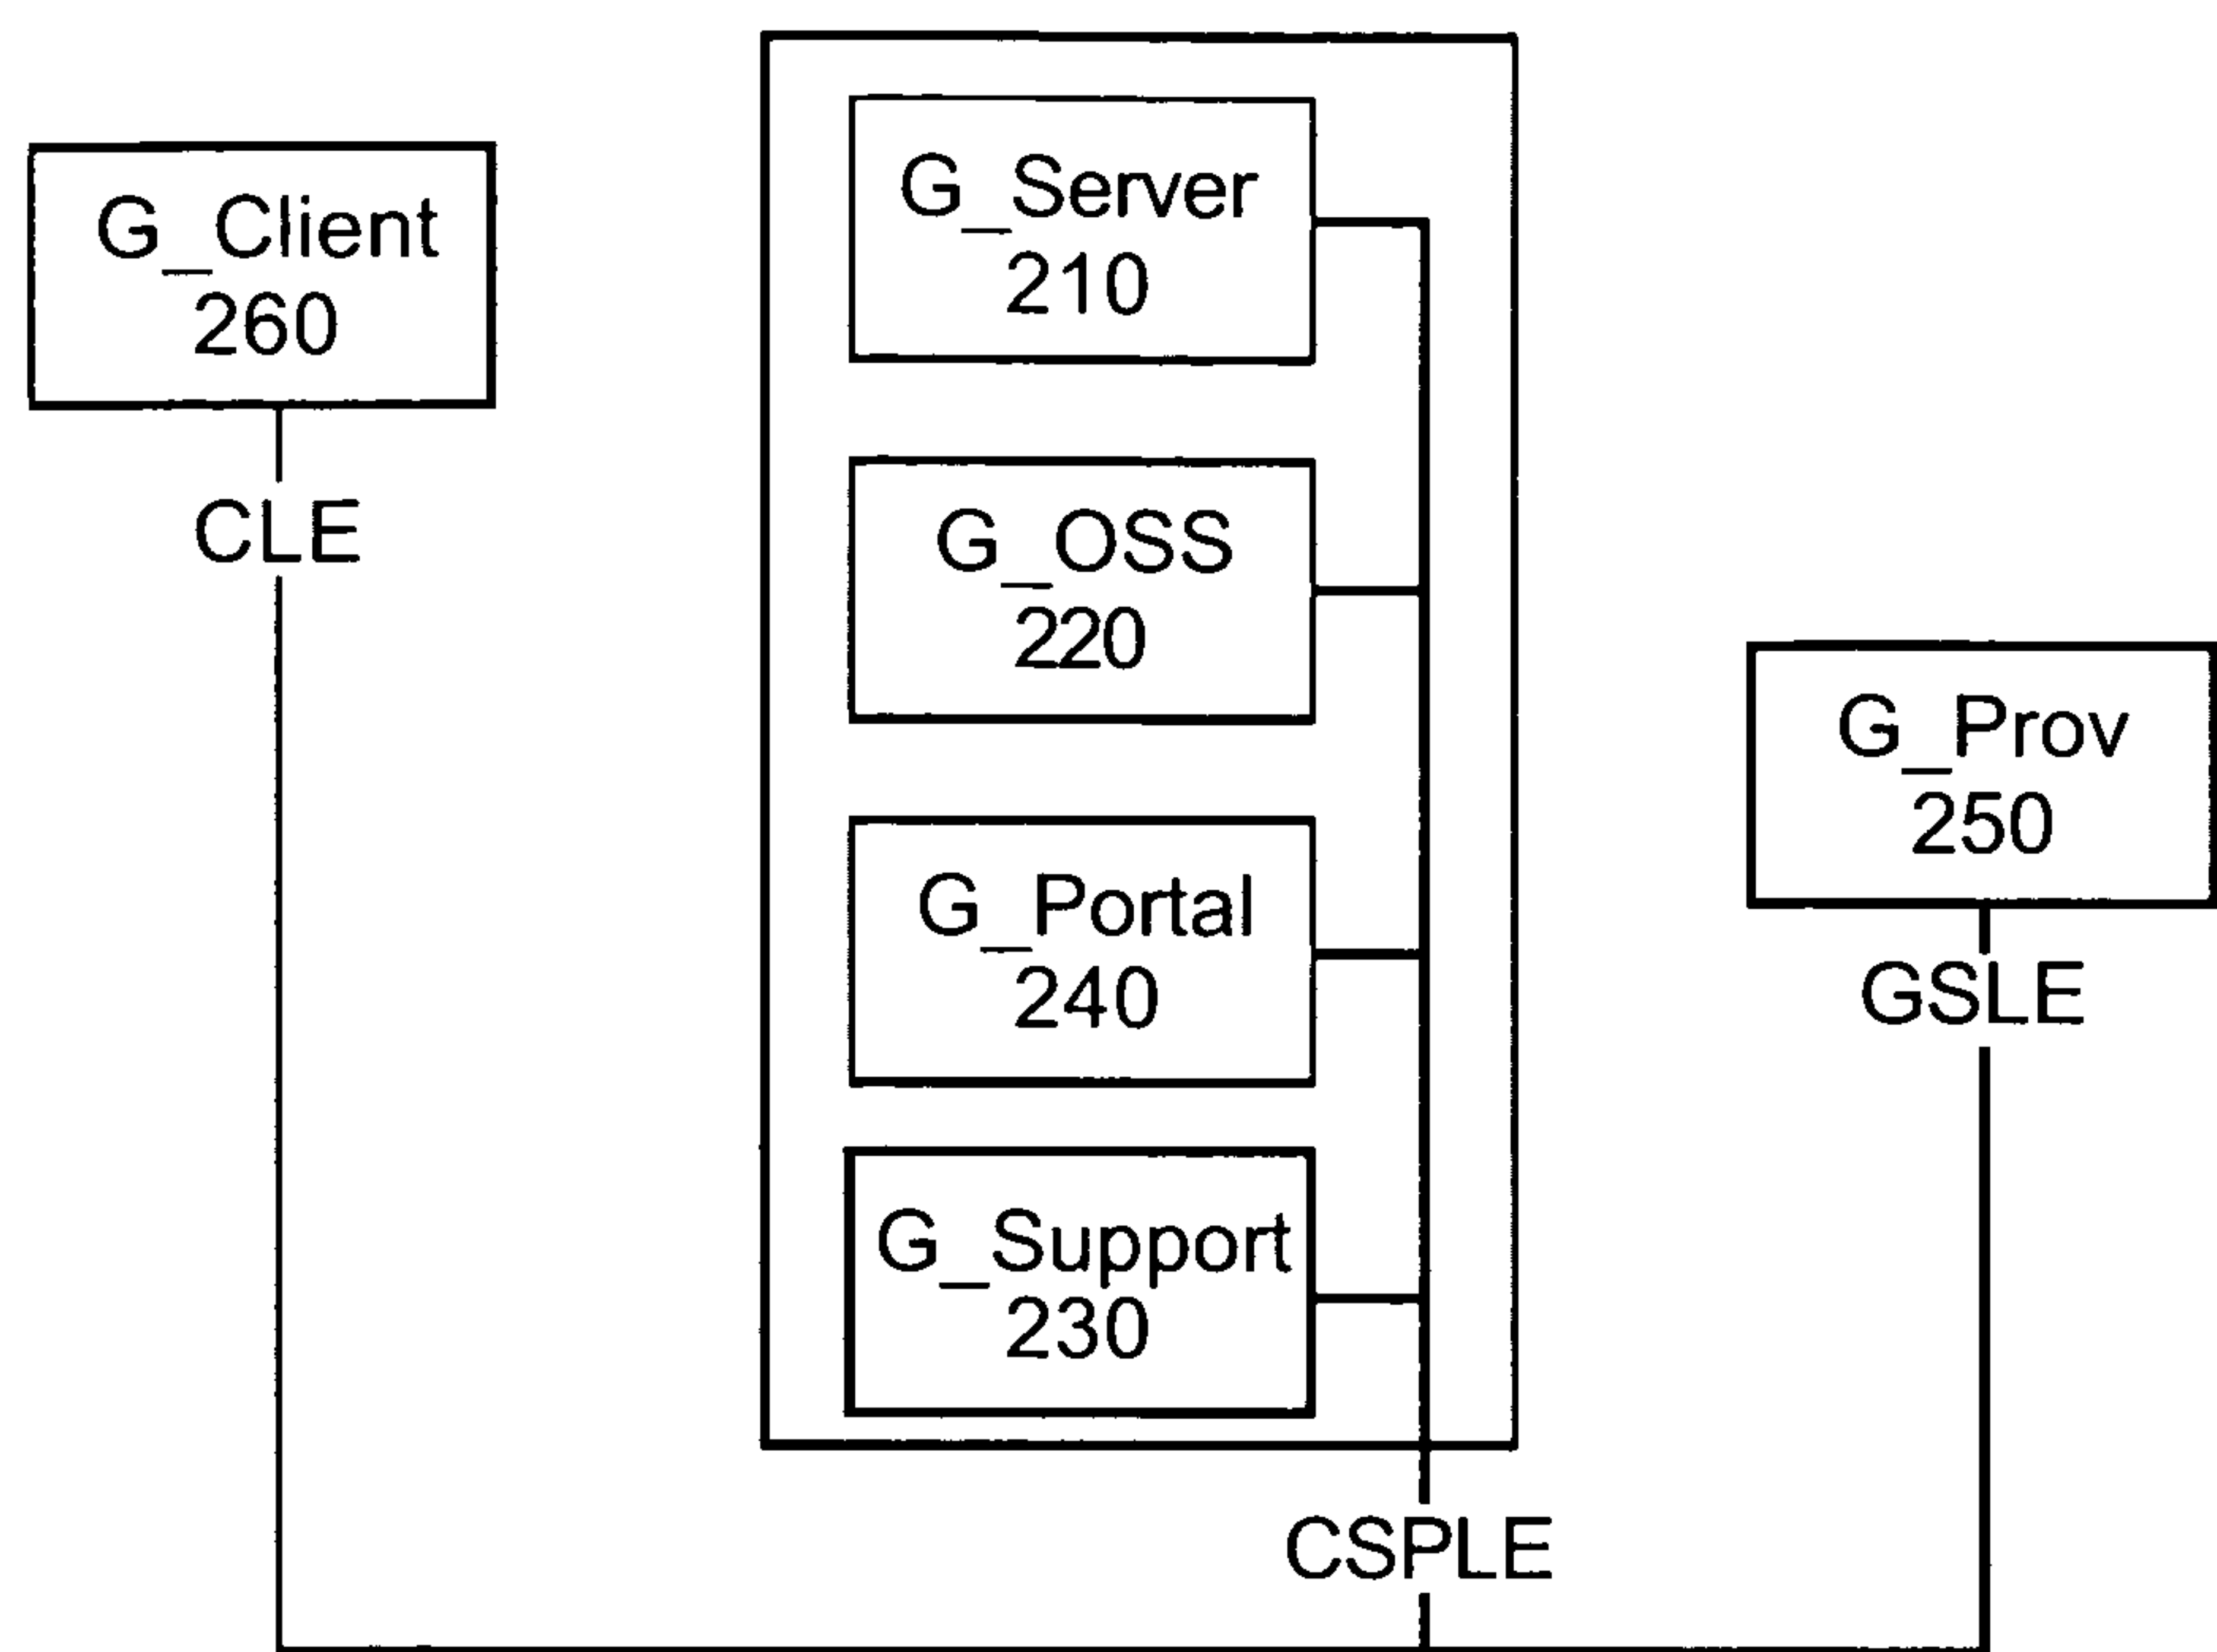 G_Client
260
CLE
G_Server
210
G_OSS
220
G_Portal
240
G_Support
230
CSPLE
G_Prov
250
GSLE